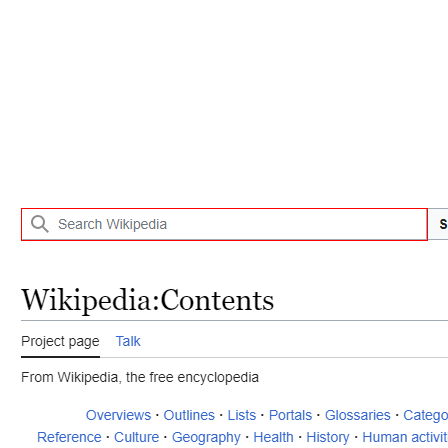 Search Wikipedia
S
Wikipedia:Contents
Project page Talk
From Wikipedia, the free encyclopedia
Overviews · Outlines · Lists · Portals · Glossaries · Catego
Reference · Culture · Geography · Health · History · Human activit